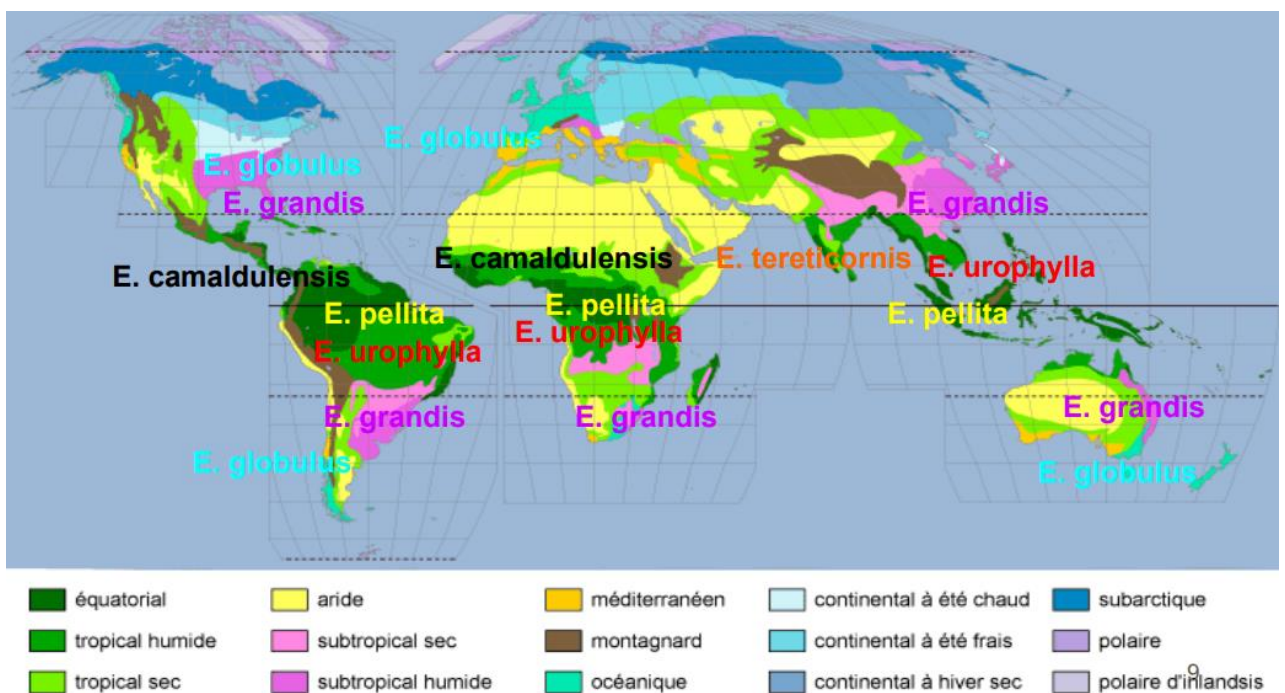 E. globulus
E. globulus
E. grandis
E. grandis
E. camaldulensis
E. camaldulensis
E. tereticornis
E. urophylla
E. pellita
E. pellita
E. pellita
E. urophylla
E. urophylla
E. grandis
E. grandis
E. grandis
E. globulus
E. globulus
équatorial
aride
méditerranéen
continental à été chaud
subarctique
tropical humide
subtropical sec
montagnard
continental à été frais
polaire
tropical sec
subtropical humide
océanique
continental à hiver sec
polaire d'inlandsis
9